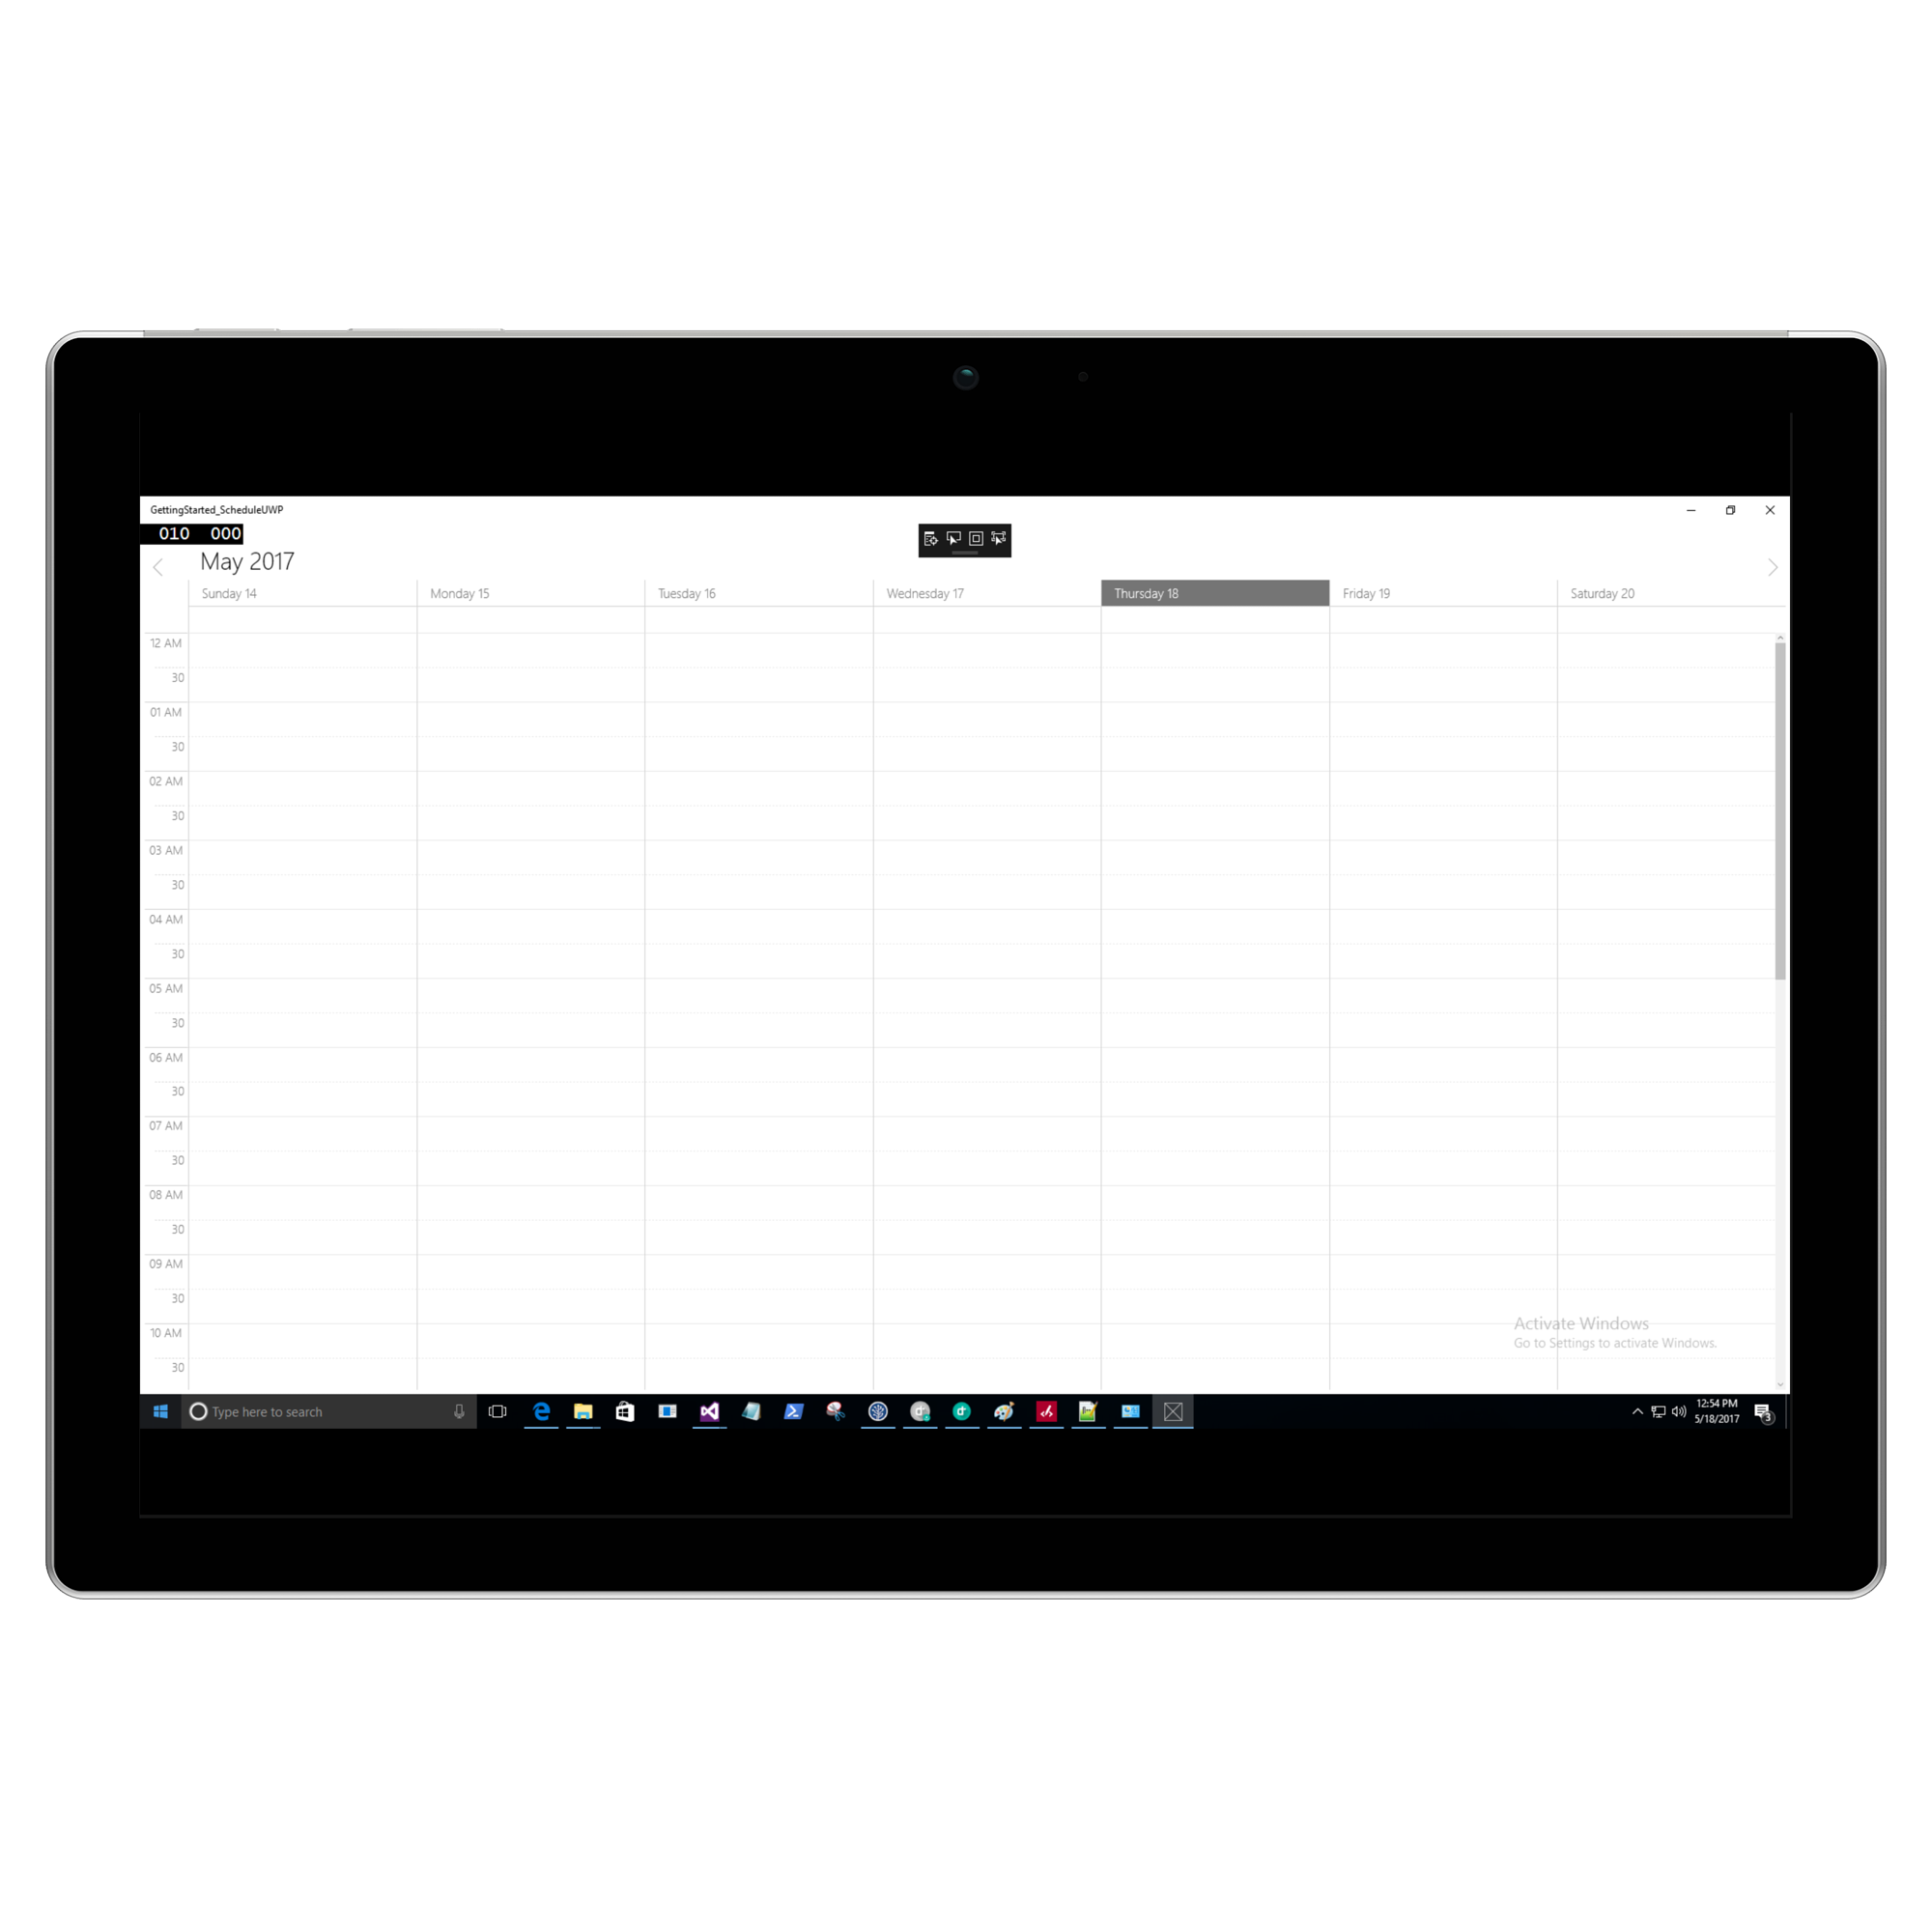 GettingStarted_ScheduleUWP
010 000
May 2017
Sunday 14 Monday 15 Tuesday 16 Wednesday 17 Thursday 18 Friday 19 Saturday 20
12 AM
30
01 AM
30
02 AM
30
03 AM
30
04 AM
30
05 AM
30
06 AM
30
07 AM
30
08 AM
30
09 AM
30
10 AM
30
Activate Windows
Go to Settings to activate Windows.
Type here to search
12:54 PM
5/18/2017
3